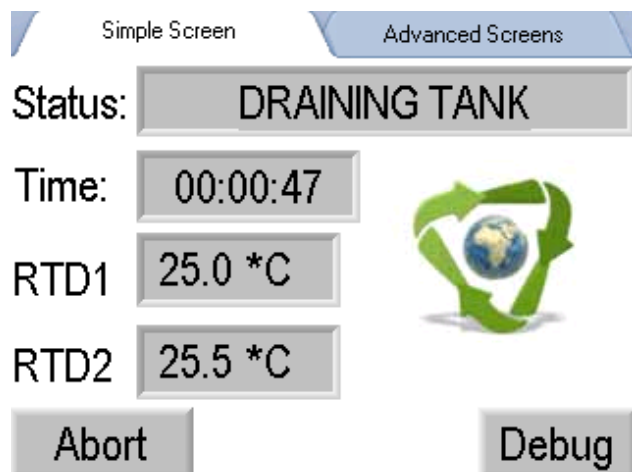 Simple Screen Advanced Screens
Status: DRAINING TANK
Time: 00:00:47
RTD1 25.0 *C
RTD2 25.5 *C
Abort Debug